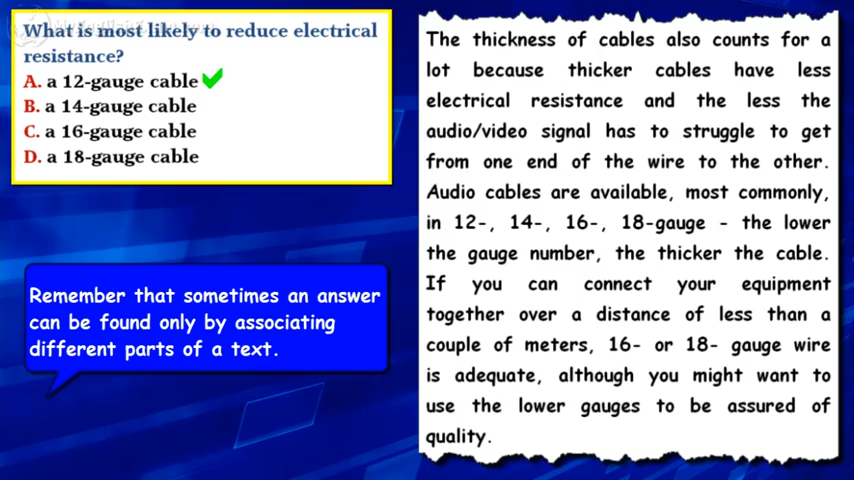 What is most likely to reduce electrical
resistance?
A. a 12-gauge cable
B. a 14-gauge cable
C. a 16-gauge cable
D. a 18-gauge cable
Remember that sometimes an answer
can be found only by associating
different parts of a text.
The thickness of cables also counts for a
lot because thicker cables have less
electrical resistance and the less the
audio/video signal has to struggle to get
from one end of the wire to the other.
Audio cables are available, most commonly,
in 12-, 14-, 16-, 18-gauge - the lower
the gauge number, the thicker the cable.
If you can connect your equipment
together over a distance of less than a
couple of meters, 16- or 18- gauge wire
is adequate, although you might want to
use the lower gauges to be assured of
quality.